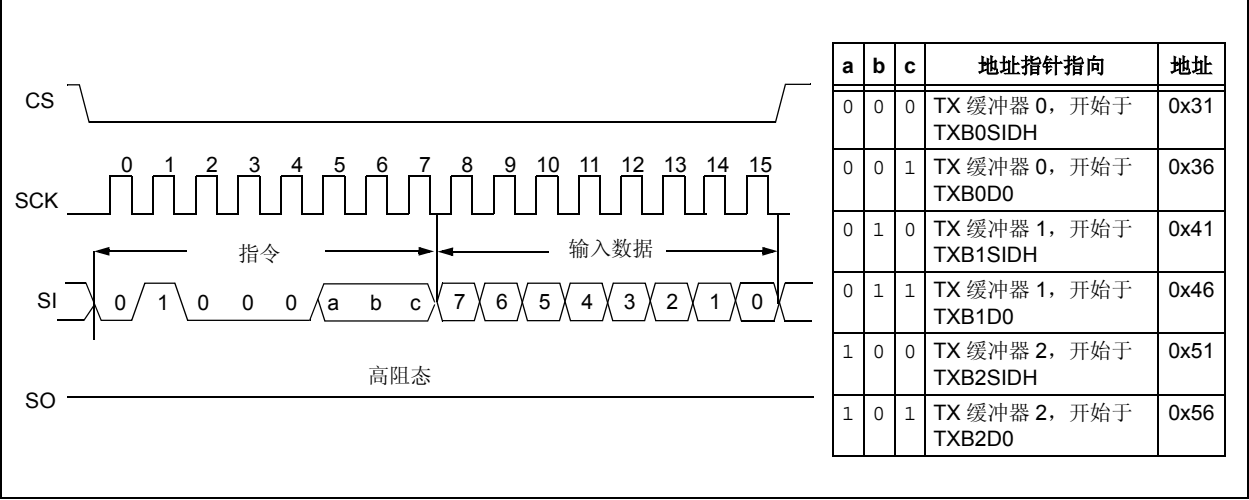 CS
SCK
0 1 2 3 4 5 6 7 8 9 10 11 12 13 14 15
指令
输入数据
SI
0 1 0 0 0 a b c 7 6 5 4 3 2 1 0
高阻态
SO
a b c 地址指针指向 地址
0 0 0 TX 缓冲器 0，开始于 0x31
TXB0SIDH
0 0 1 TX 缓冲器 0，开始于 0x36
TXB0D0
0 1 0 TX 缓冲器 1，开始于 0x41
TXB1SIDH
0 1 1 TX 缓冲器 1，开始于 0x46
TXB1D0
1 0 0 TX 缓冲器 2，开始于 0x51
TXB2SIDH
1 0 1 TX 缓冲器 2，开始于 0x56
TXB2D0